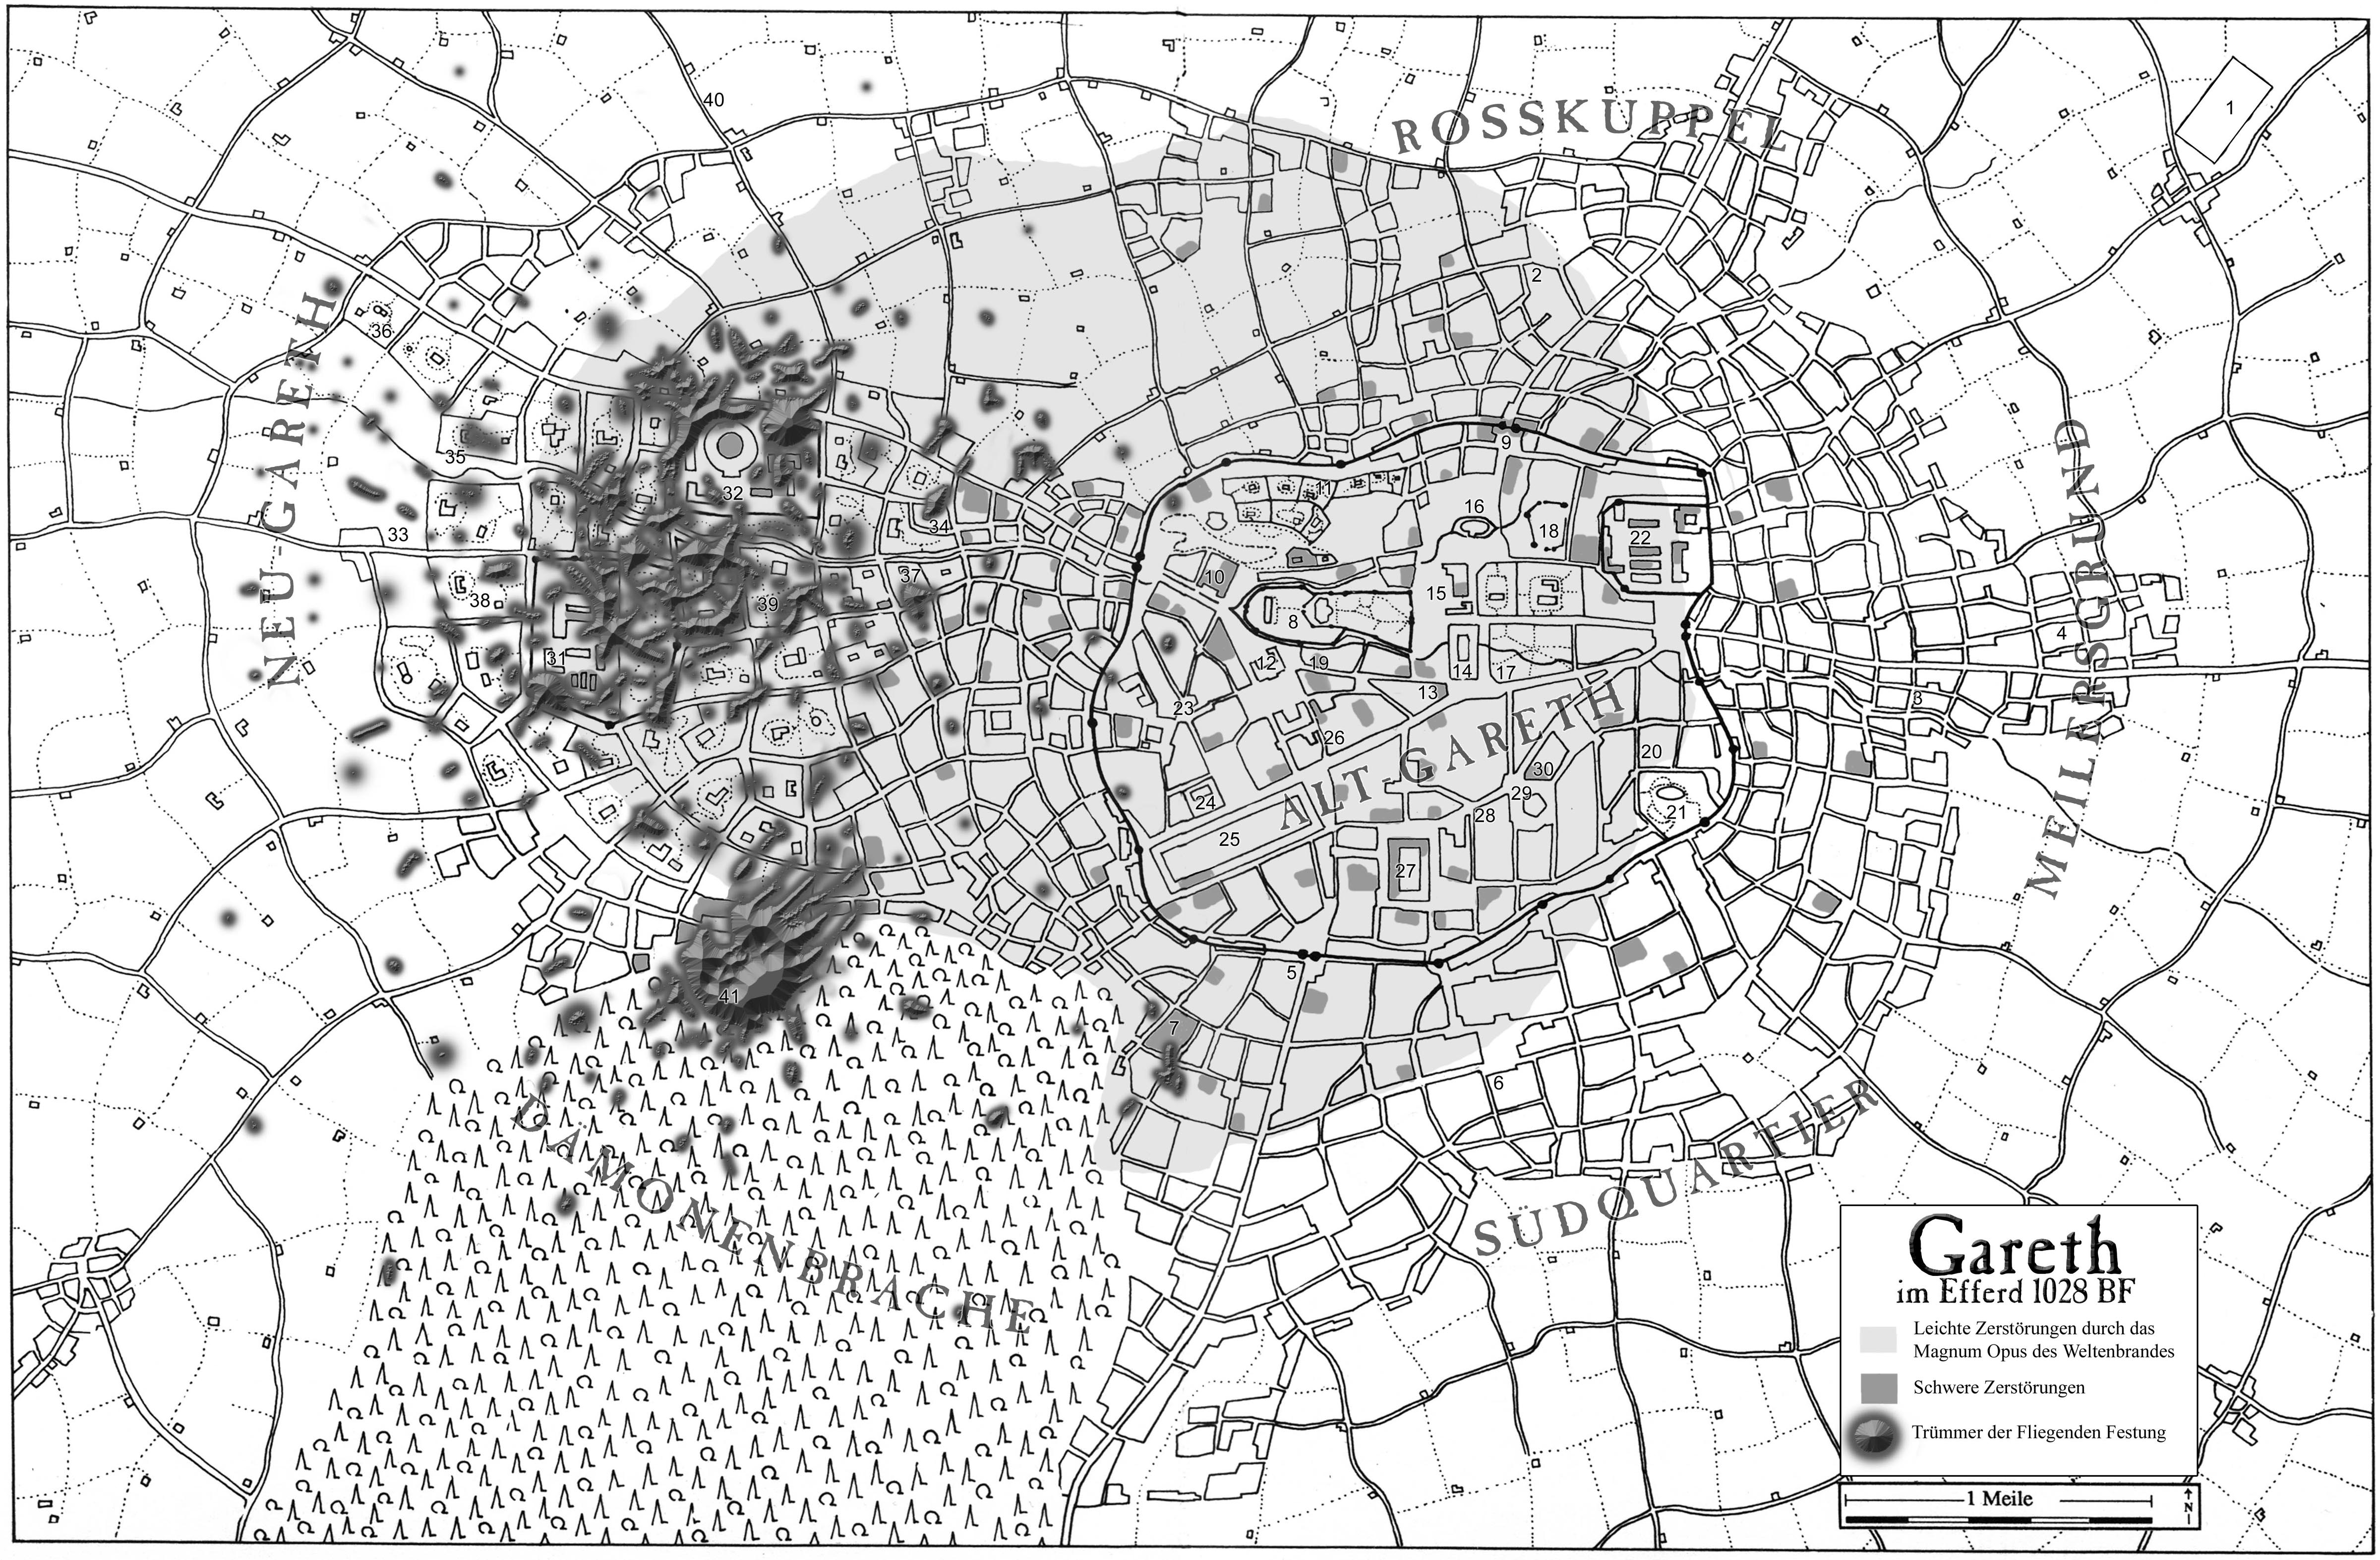 40
ROSSKUPPEL
1
2
36
NEU-GARETH
35
9
32
11
16
34
33
18
22
MEILERSGRUND
10
37
15
38
39
8
4
31
12
19
14
17
13
3
23
ALT-GARETH
26
20
30
29
24
28
21
25
27
5
41
7
6
DÄMONENBRACHE
SÜDQUARTIER
Gareth
im Efferd 1028 BF
Leichte Zerstörungen durch das
Magnum Opus des Weltenbrandes
Schwere Zerstörungen
Trümmer der Fliegenden Festung
1 Meile
N